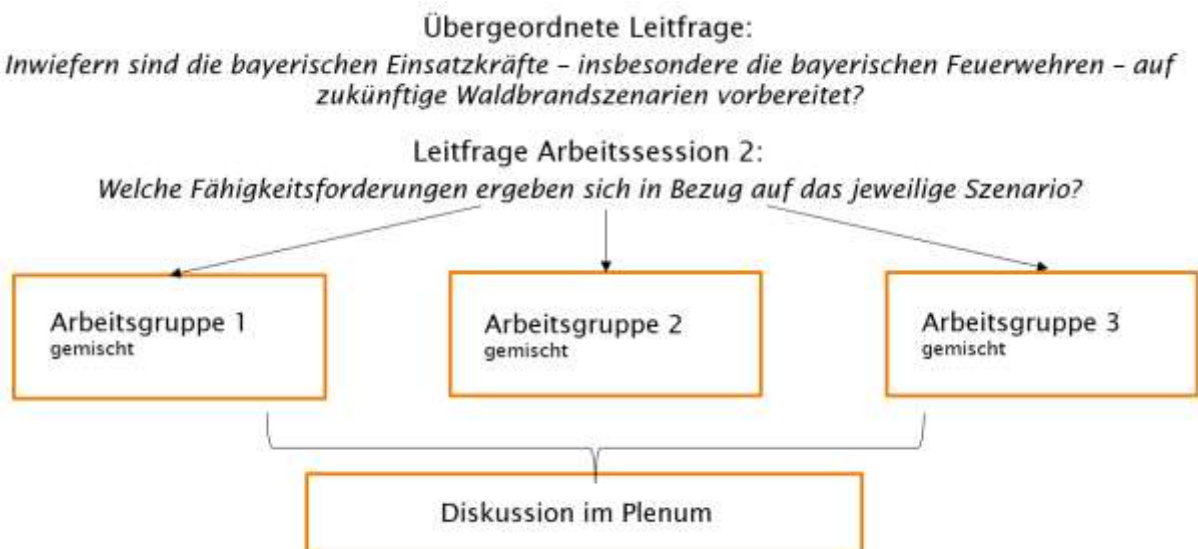 Übergeordnete Leitfrage:
Inwiefern sind die bayerischen Einsatzkräfte – insbesondere die bayerischen Feuerwehren – auf
zukünftige Waldbrandszenarien vorbereitet?
Leitfrage Arbeitssession 2:
Welche Fähigkeitsforderungen ergeben sich in Bezug auf das jeweilige Szenario?
Arbeitsgruppe 1
gemischt
Arbeitsgruppe 2
gemischt
Arbeitsgruppe 3
gemischt
Diskussion im Plenum